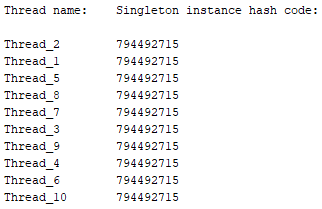 Thread name:    Singleton instance hash code:
Thread_2        794492715
Thread_1        794492715
Thread_5        794492715
Thread_8        794492715
Thread_7        794492715
Thread_3        794492715
Thread_9        794492715
Thread_4        794492715
Thread_6        794492715
Thread_10       794492715